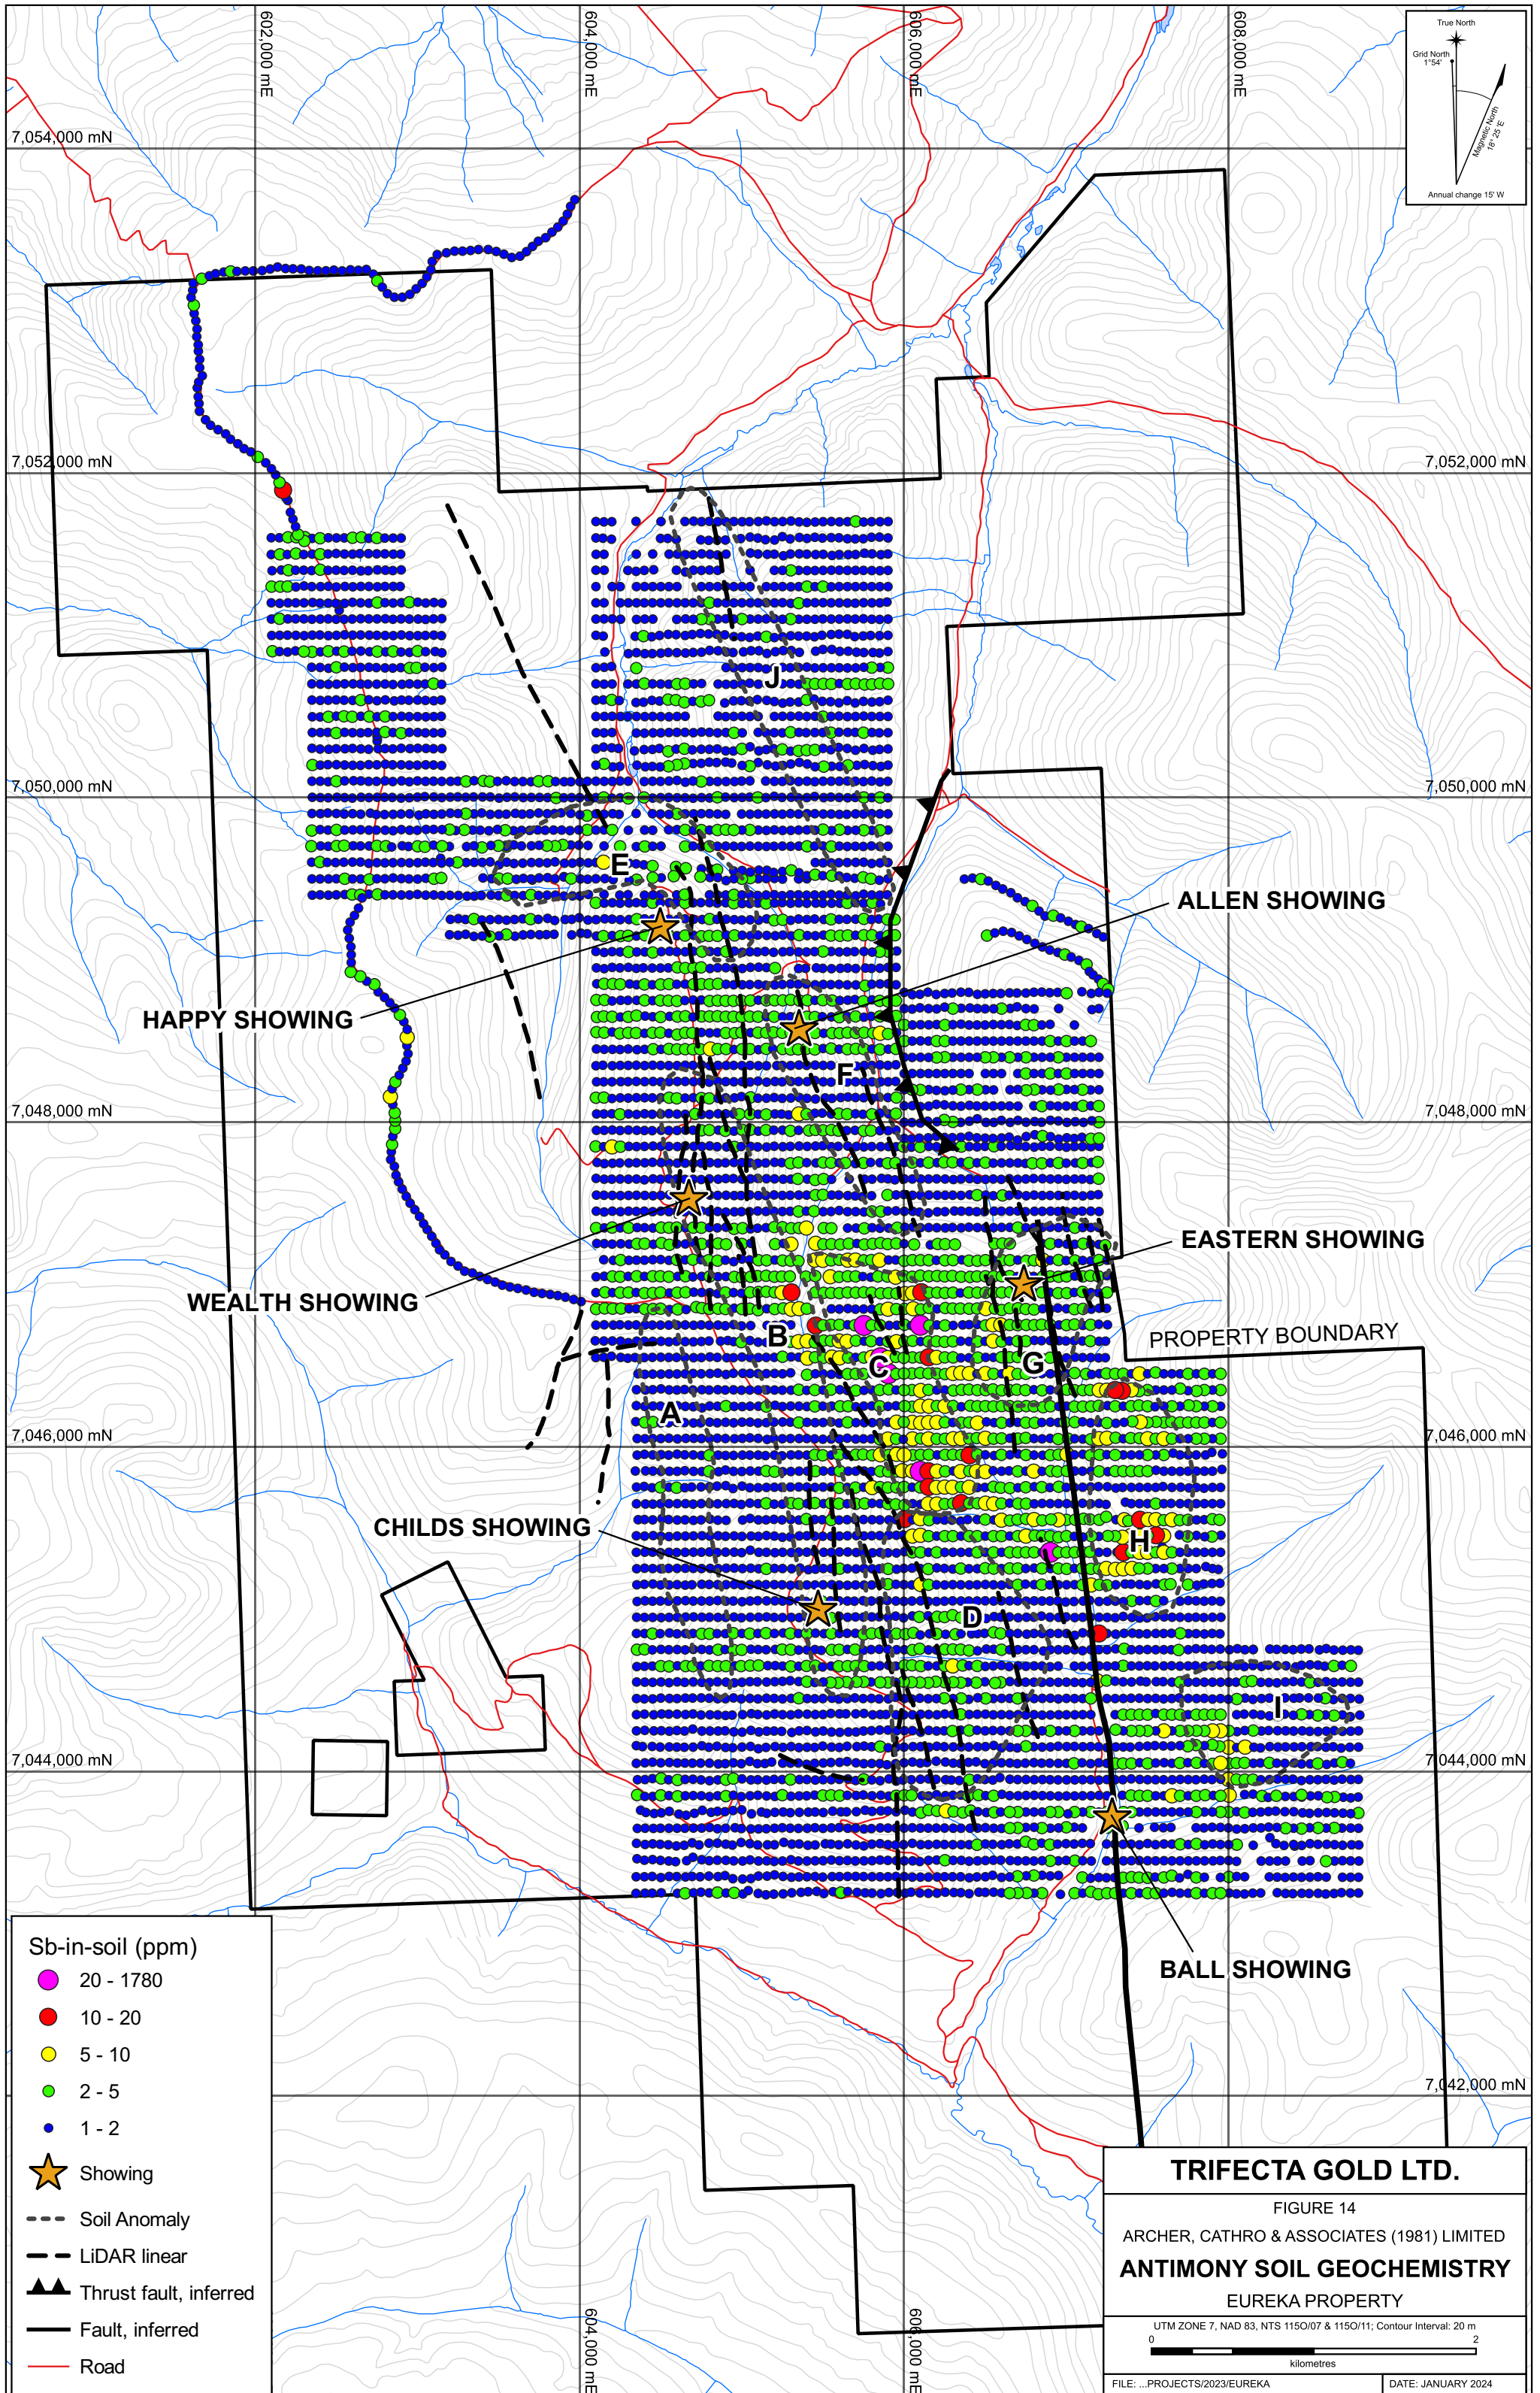 602,000 mE
604,000 mE
606,000 mE
608,000 mE
True North
Grid North
1°54'
Magnetic North
18° 25 'E
Annual change 15' W
7,054,000 mN
7,052,000 mN
7,052,000 mN
J
7,050,000 mN
7,050,000 mN
E
ALLEN SHOWING
HAPPY SHOWING
F
7,048,000 mN
7,048,000 mN
EASTERN SHOWING
WEALTH SHOWING
B
PROPERTY BOUNDARY
C
G
A
7,046,000 mN
7,046,000 mN
CHILDS SHOWING
H
D
I
7,044,000 mN
7,044,000 mN
BALL SHOWING
7,042,000 mN
Sb-in-soil (ppm)
20 - 1780
10 - 20
5 - 10
2 - 5
1 - 2
Showing
Soil Anomaly
LiDAR linear
Thrust fault, inferred
Fault, inferred
Road
604,000 mE
606,000 mE
TRIFECTA GOLD LTD.
FIGURE 14
ARCHER, CATHRO & ASSOCIATES (1981) LIMITED
ANTIMONY SOIL GEOCHEMISTRY
EUREKA PROPERTY
UTM ZONE 7, NAD 83, NTS 115O/07 & 115O/11; Contour Interval: 20 m
0 2
kilometres
FILE: ...PROJECTS/2023/EUREKA
DATE: JANUARY 2024